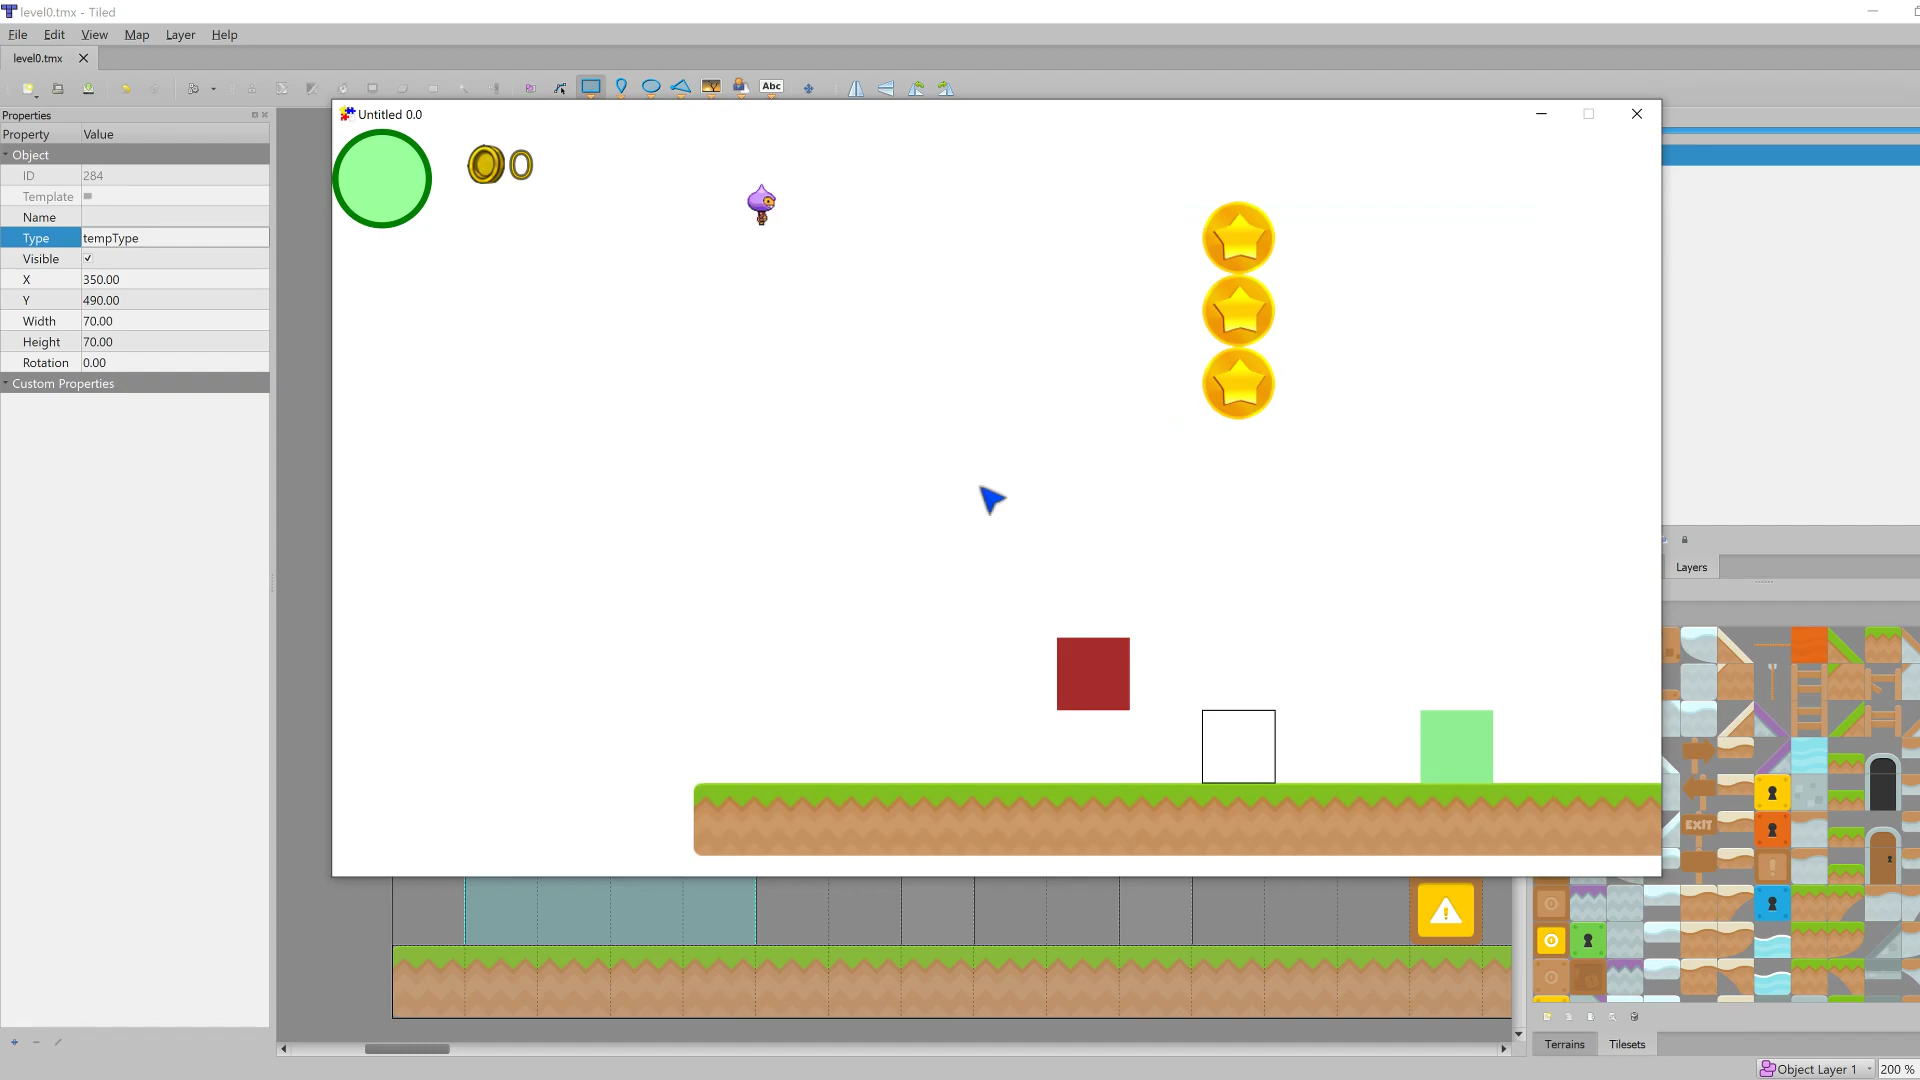 level0.tmx - Tiled
File Edit View Map Layer Help
level0.tmx
Abc
Properties
Property Value
Object
ID 284
Template
Name
Type tempType
Visible
X 350.00
Y 490.00
Width 70.00
Height 70.00
Rotation 0.00
Custom Properties
Untitled 0.0
0
Layers
EXIT
Terrains Tilesets
Object Layer 1 200 %